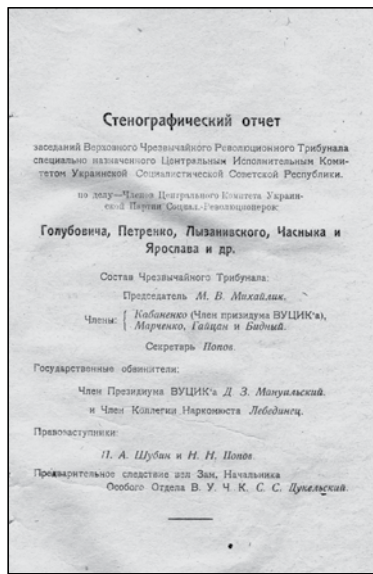 Стенографический отчет
заседаний Верховного Чрезвычайного Революционного Трибунала
специально назначенного Центральным Исполнительным Коми-
тетом Украинской Социалистической Советской Республики.
по делу—Членов Центрального Комитета Украин-
ской Партии Социал.-Революционеров:
Голубовича, Петренко, Лызанивского, Часныка и
Ярослава и др.
Состав Чрезвычайного Трибунала:
Председатель М. В. Михайлик.
Члены: { Кабаненко (Член призидума ВУЦИК'а),
Марченко, Гайцан и Бидный.
Секретарь Попов.
Государственные обвинители:
Член Президиума ВУЦИК'а Д. З. Мануильский.
и Член Коллегии Наркомюста Лебединец.
Правозаступники:
П. А. Шубин и Н. Н. Попов.
Предварительное следствие вел Зам. Начальника
Особого Отдела В. У. Ч. К. С. С. Дукельский.